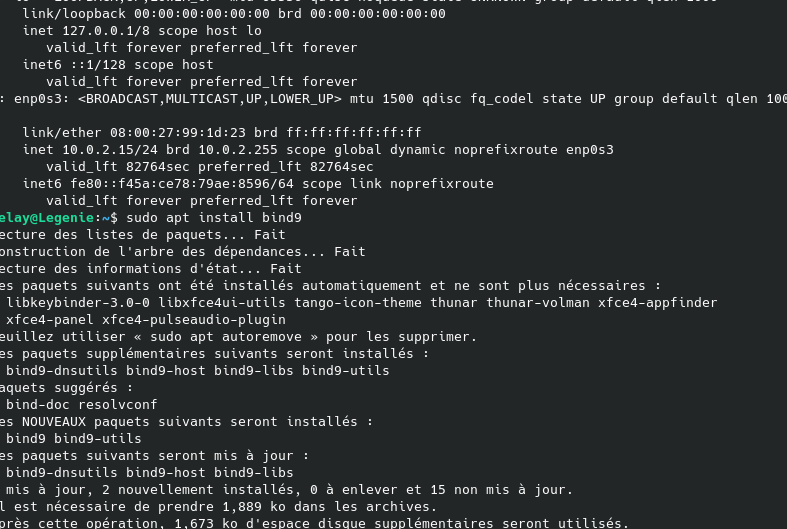 link/loopback 00:00:00:00:00:00 brd 00:00:00:00:00:00
inet 127.0.0.1/8 scope host lo
valid_lft forever preferred_lft forever
inet6 ::1/128 scope host
valid_lft forever preferred_lft forever
: enp0s3: <BROADCAST,MULTICAST,UP,LOWER_UP> mtu 1500 qdisc fq_codel state UP group default qlen 100
link/ether 08:00:27:99:1d:23 brd ff:ff:ff:ff:ff:ff
inet 10.0.2.15/24 brd 10.0.2.255 scope global dynamic noprefixroute enp0s3
valid_lft 82764sec preferred_lft 82764sec
inet6 fe80::f45a:ce78:79ae:8596/64 scope link noprefixroute
valid_lft forever preferred_lft forever
elay@Legenie:~$ sudo apt install bind9
ecture des listes de paquets... Fait
onstruction de l'arbre des dépendances... Fait
ecture des informations d'état... Fait
es paquets suivants ont été installés automatiquement et ne sont plus nécessaires :
libkeybinder-3.0-0 libxfce4ui-utils tango-icon-theme thunar thunar-volman xfce4-appfinder
xfce4-panel xfce4-pulseaudio-plugin
euillez utiliser « sudo apt autoremove » pour les supprimer.
es paquets supplémentaires suivants seront installés :
bind9-dnsutils bind9-host bind9-libs bind9-utils
aquets suggérés :
bind-doc resolvconf
es NOUVEAUX paquets suivants seront installés :
bind9 bind9-utils
es paquets suivants seront mis à jour :
bind9-dnsutils bind9-host bind9-libs
mis à jour, 2 nouvellement installés, 0 à enlever et 15 non mis à jour.
l est nécessaire de prendre 1,889 ko dans les archives.
près cette opération, 1,673 ko d'espace disque supplémentaires seront utilisés.